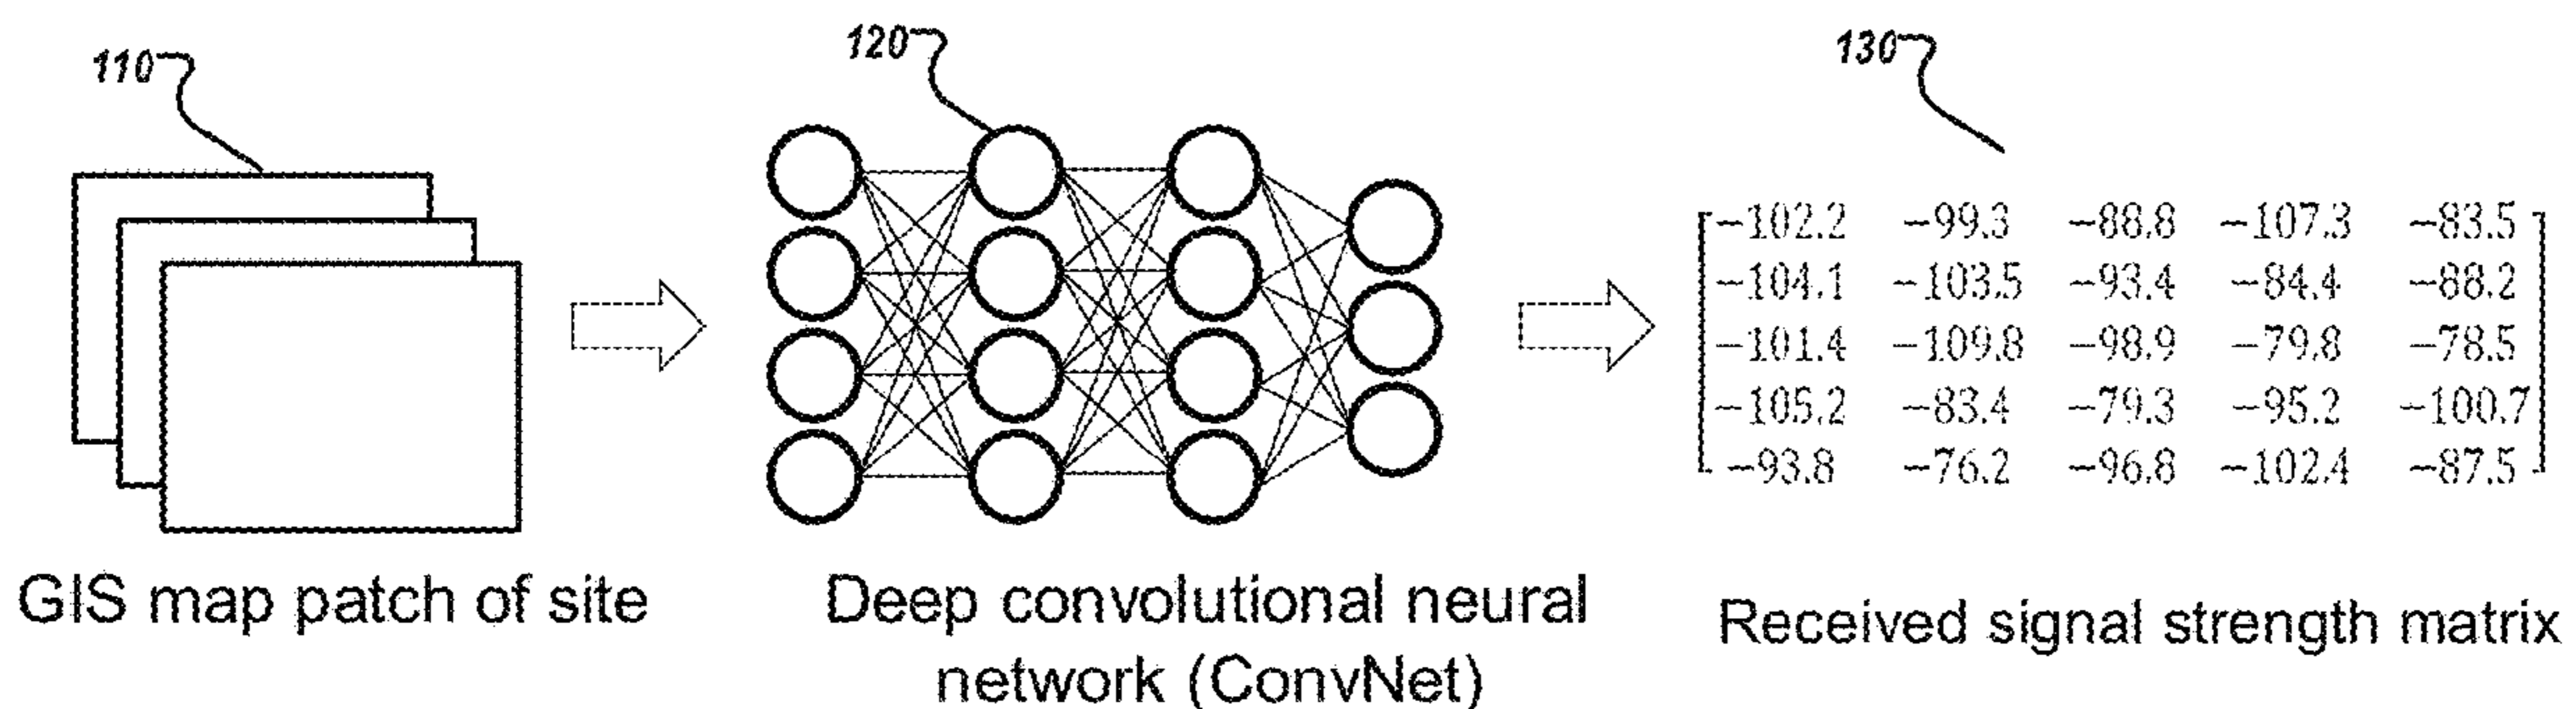 110
120
130
−102.2 −99.3 −88.8 −107.3 −83.5
−104.1 −103.5 −93.4 −84.4 −88.2
−101.4 −109.8 −98.9 −79.8 −78.5
−105.2 −83.4 −79.3 −95.2 −100.7
−93.8 −76.2 −96.8 −102.4 −87.5
GIS map patch of site
Deep convolutional neural
network (ConvNet)
Received signal strength matrix